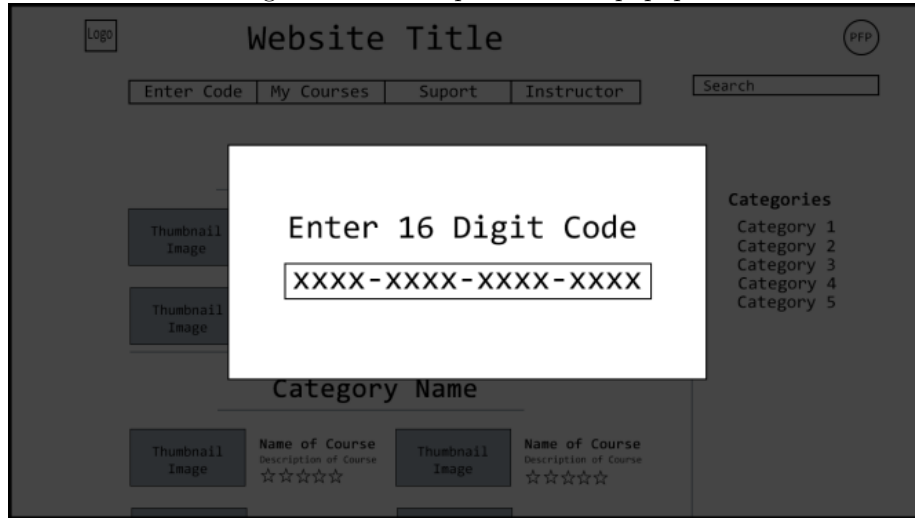 Logo
Website Title
PFP
Enter Code
My Courses
Suport
Instructor
Search
Enter 16 Digit Code
XXXX-XXXX-XXXX-XXXX
Thumbnail
Image
Thumbnail
Image
Categories
Category 1
Category 2
Category 3
Category 4
Category 5
Category Name
Thumbnail
Image
Name of Course
Description of Course
Thumbnail
Image
Name of Course
Description of Course